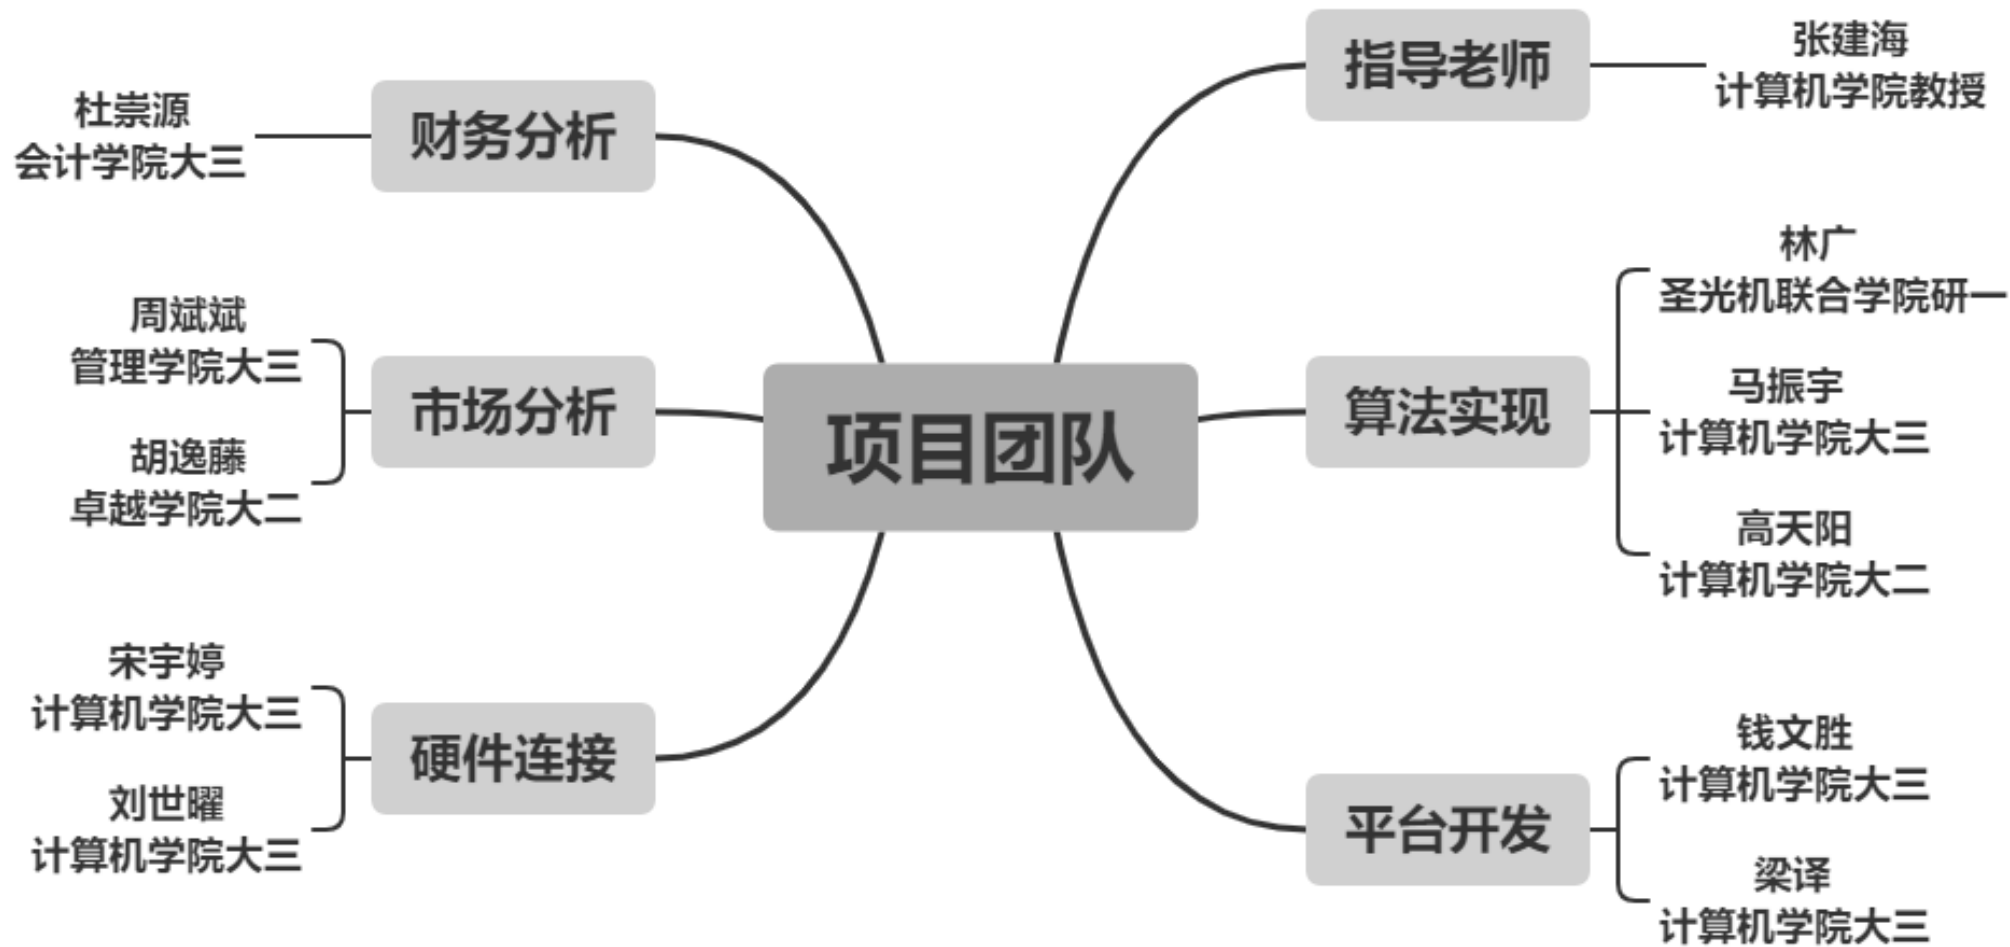 项目团队
指导老师
张建海
计算机学院教授
算法实现
林广
圣光机联合学院研一
马振宇
计算机学院大三
高天阳
计算机学院大二
平台开发
钱文胜
计算机学院大三
梁译
计算机学院大三
财务分析
杜崇源
会计学院大三
市场分析
周斌斌
管理学院大三
胡逸藤
卓越学院大二
硬件连接
宋宇婷
计算机学院大三
刘世曜
计算机学院大三